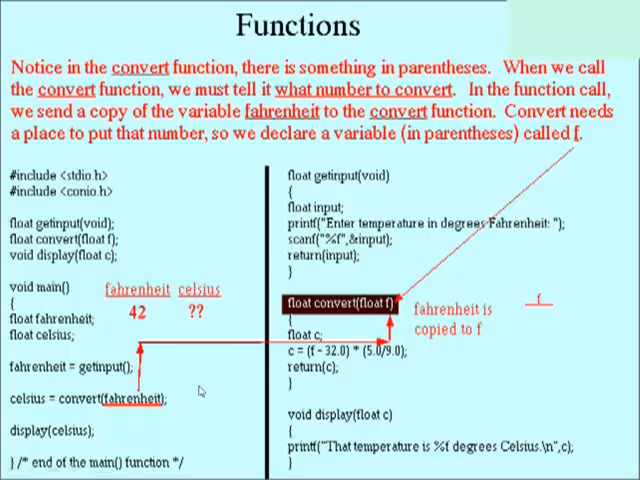 Functions
Notice in the convert function, there is something in parentheses. When we call
the convert function, we must tell it what number to convert. In the function call,
we send a copy of the variable fahrenheit to the convert function. Convert needs
a place to put that number, so we declare a variable (in parentheses) called f.
#include <stdio.h>
#include <conio.h>
float getinput(void);
float convert(float f);
void display(float c);
void main()
{
float fahrenheit;
float celsius;
fahrenheit = getinput();
celsius = convert(fahrenheit);
display(celsius);
} /* end of the main() function */
fahrenheit celsius
42 ??
float getinput(void)
{
float input;
printf("Enter temperature in degrees Fahrenheit: ");
scanf("%f",&input);
return(input);
}
float convert(float f)
{
float c;
c = (f - 32.0) * (5.0/9.0);
return(c);
}
void display(float c)
{
printf("That temperature is %f degrees Celsius.\n",c);
}
fahrenheit is
copied to f
f